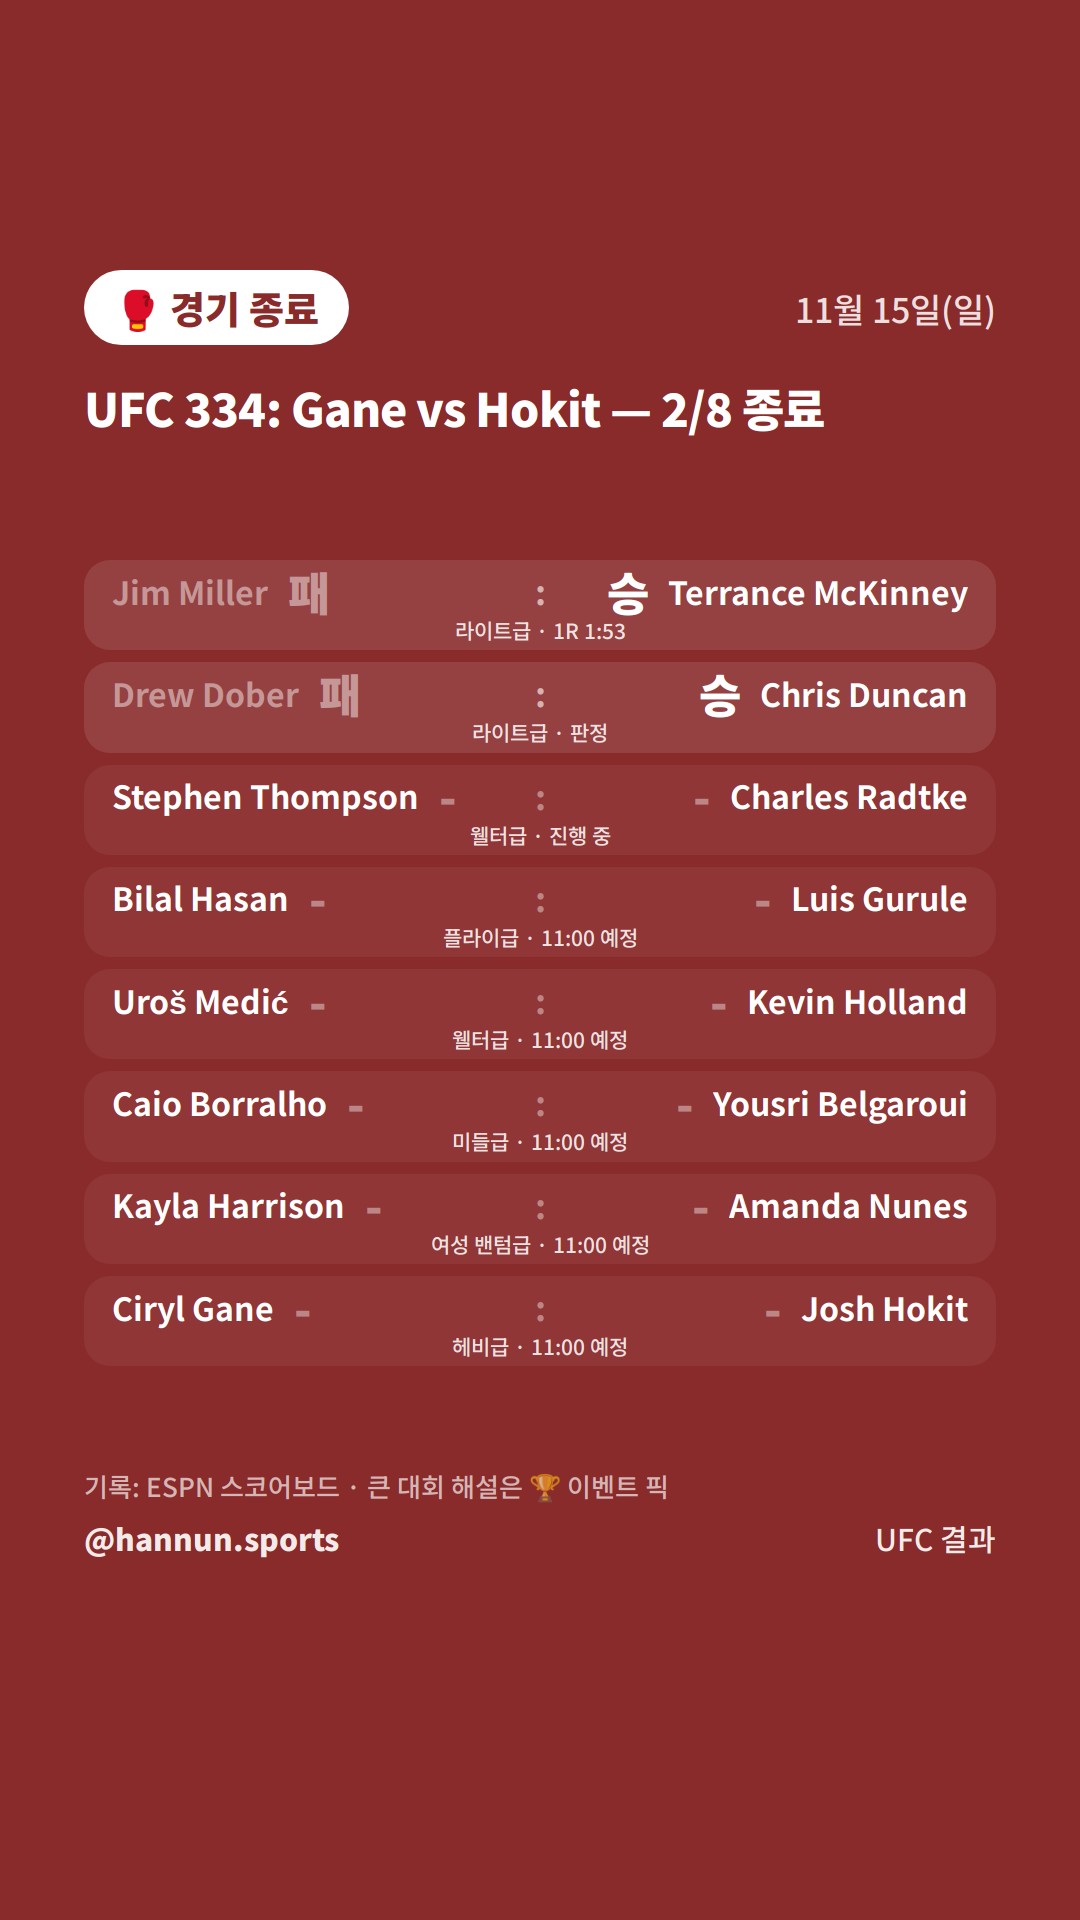 🥊 경기 종료
11월 15일(일)
UFC 334: Gane vs Hokit — 2/8 종료
Jim Miller 패 : 승 Terrance McKinney
라이트급 · 1R 1:53
Drew Dober 패 : 승 Chris Duncan
라이트급 · 판정
Stephen Thompson - : - Charles Radtke
웰터급 · 진행 중
Bilal Hasan - : - Luis Gurule
플라이급 · 11:00 예정
Uroš Medić - : - Kevin Holland
웰터급 · 11:00 예정
Caio Borralho - : - Yousri Belgaroui
미들급 · 11:00 예정
Kayla Harrison - : - Amanda Nunes
여성 밴텀급 · 11:00 예정
Ciryl Gane - : - Josh Hokit
헤비급 · 11:00 예정
기록: ESPN 스코어보드 · 큰 대회 해설은 🏆 이벤트 픽
@hannun.sports
UFC 결과